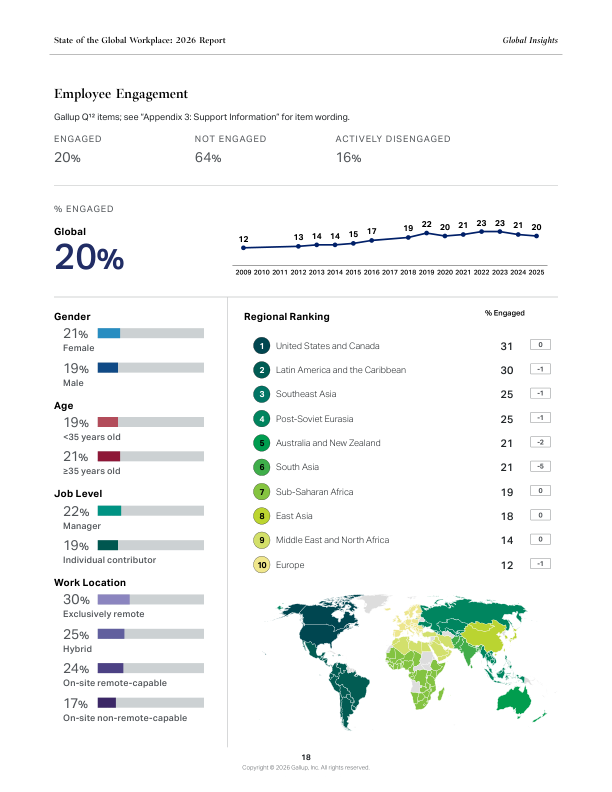 State of the Global Workplace: 2026 Report
Global Insights
Employee Engagement
Gallup Q¹² items; see “Appendix 3: Support Information” for item wording.
ENGAGED NOT ENGAGED ACTIVELY DISENGAGED
20% 64% 16%
% ENGAGED
Global
20%
12 13 14 14 15 17 19 22 20 21 23 23 21 20
2009 2010 2011 2012 2013 2014 2015 2016 2017 2018 2019 2020 2021 2022 2023 2024 2025
Gender
21%
Female
19%
Male
Age
19%
<35 years old
21%
≥35 years old
Job Level
22%
Manager
19%
Individual contributor
Work Location
30%
Exclusively remote
25%
Hybrid
24%
On-site remote-capable
17%
On-site non-remote-capable
Regional Ranking % Engaged
1 United States and Canada 31 0
2 Latin America and the Caribbean 30 -1
3 Southeast Asia 25 -1
4 Post-Soviet Eurasia 25 -1
5 Australia and New Zealand 21 -2
6 South Asia 21 -5
7 Sub-Saharan Africa 19 0
8 East Asia 18 0
9 Middle East and North Africa 14 0
10 Europe 12 -1
18
Copyright © 2026 Gallup, Inc. All rights reserved.